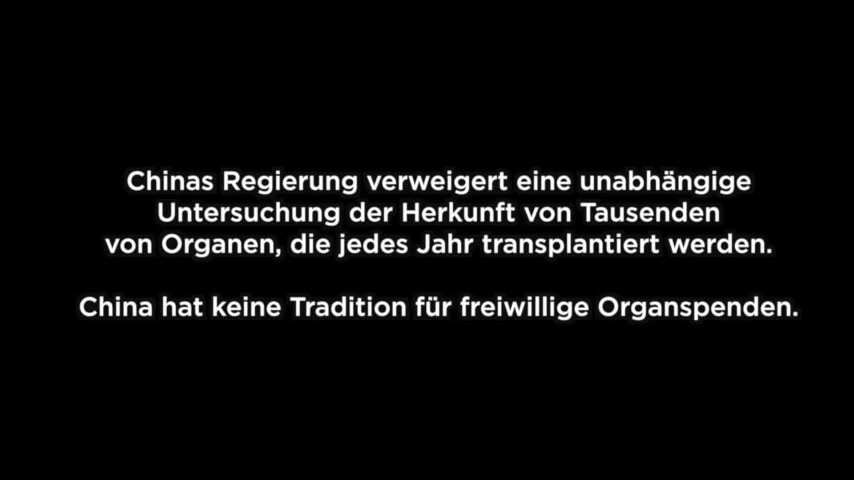 Chinas Regierung verweigert eine unabhängige
Untersuchung der Herkunft von Tausenden
von Organen, die jedes Jahr transplantiert werden.
China hat keine Tradition für freiwillige Organspenden.